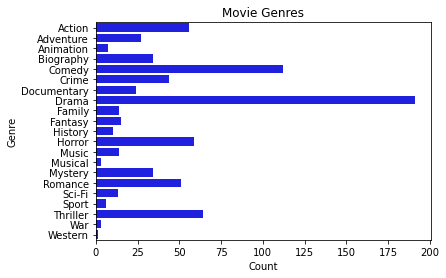 Movie Genres
Genre
Action
Adventure
Animation
Biography
Comedy
Crime
Documentary
Drama
Family
Fantasy
History
Horror
Music
Musical
Mystery
Romance
Sci-Fi
Sport
Thriller
War
Western
0 25 50 75 100 125 150 175 200
Count